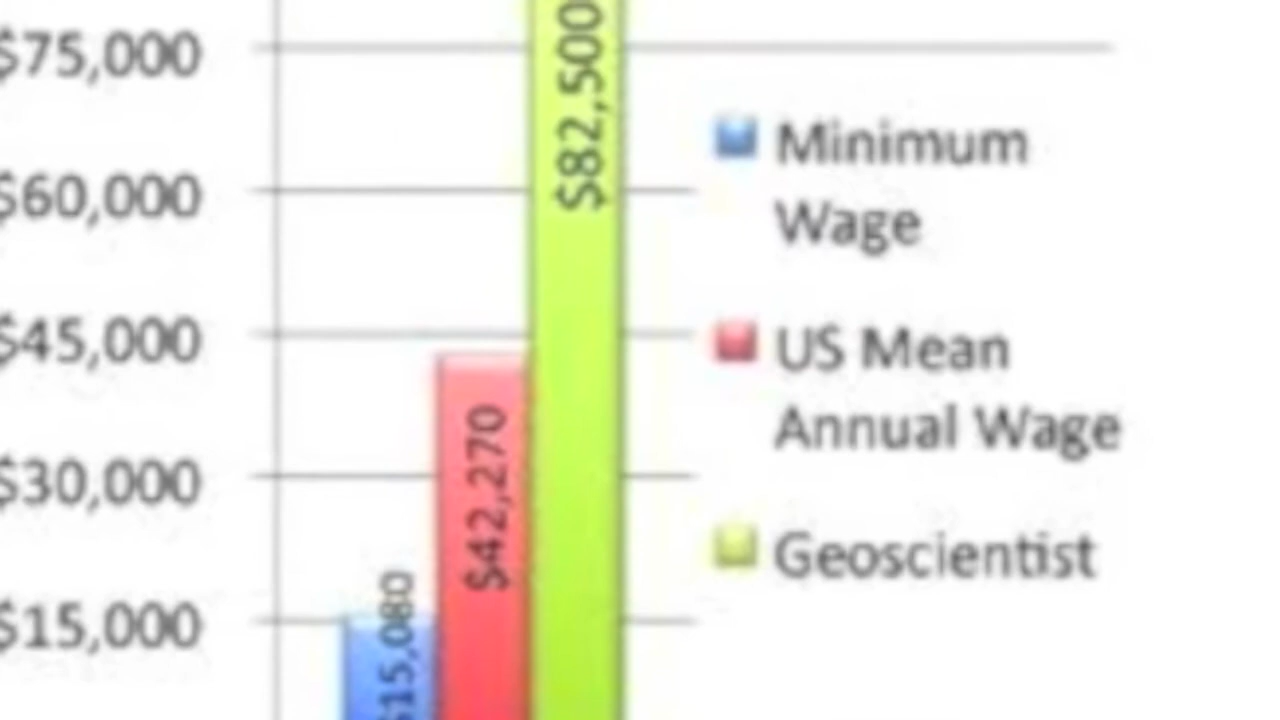 $75,000
$60,000
$45,000
$30,000
$15,000
$15,080
$42,270
$82,500
Minimum
Wage
US Mean
Annual Wage
Geoscientist